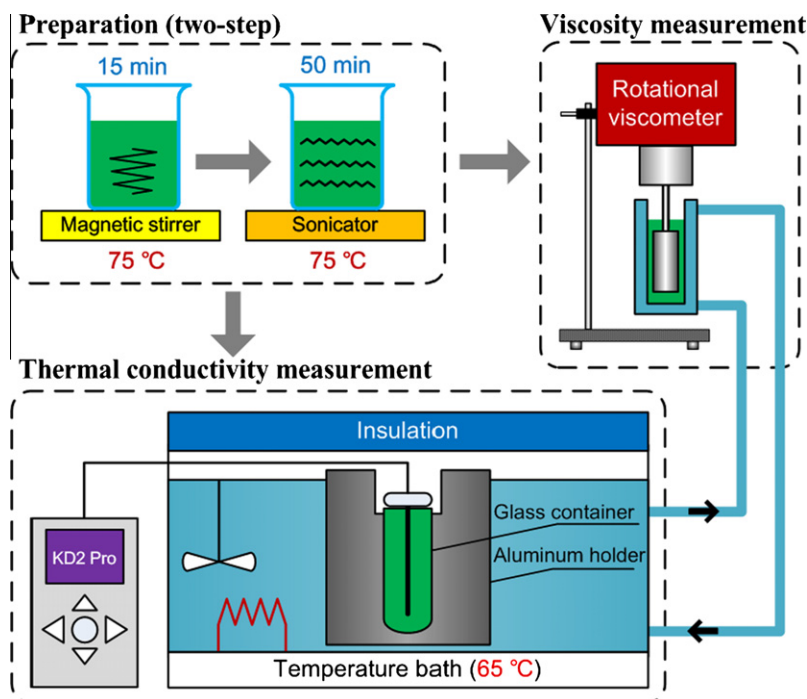 Preparation (two-step)
15 min
50 min
Magnetic stirrer
Sonicator
75 ℃
75 ℃
Viscosity measurement
Rotational
viscometer
Thermal conductivity measurement
Insulation
KD2 Pro
Glass container
Aluminum holder
Temperature bath (65 ℃)